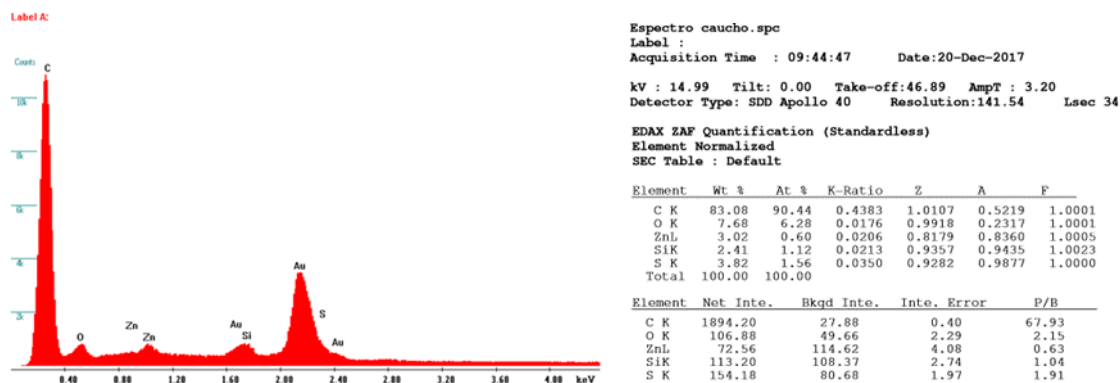 Label A:
Counts
C
10k
8k
6k
4k
2k
O
Zn
Zn
Au
Si
Au
S
Au
0.40 0.80 1.20 1.60 2.00 2.40 2.80 3.20 3.60 4.00 keV
Espectro caucho.spc
Label :
Acquisition Time : 09:44:47 Date:20-Dec-2017
kV : 14.99 Tilt: 0.00 Take-off:46.89 AmpT : 3.20
Detector Type: SDD Apollo 40 Resolution:141.54 Lsec 34
EDAX ZAF Quantification (Standardless)
Element Normalized
SEC Table : Default
Element Wt % At % K-Ratio Z A F
C K 83.08 90.44 0.4383 1.0107 0.5219 1.0001
O K 7.68 6.28 0.0176 0.9918 0.2317 1.0001
ZnL 3.02 0.60 0.0206 0.8179 0.8360 1.0005
SiK 2.41 1.12 0.0213 0.9357 0.9435 1.0023
S K 3.82 1.56 0.0350 0.9282 0.9877 1.0000
Total 100.00 100.00
Element Net Inte. Bkgd Inte. Inte. Error P/B
C K 1894.20 27.88 0.40 67.93
O K 106.88 49.66 2.29 2.15
ZnL 72.56 114.62 4.08 0.63
SiK 113.20 108.37 2.74 1.04
S K 154.18 80.68 1.97 1.91